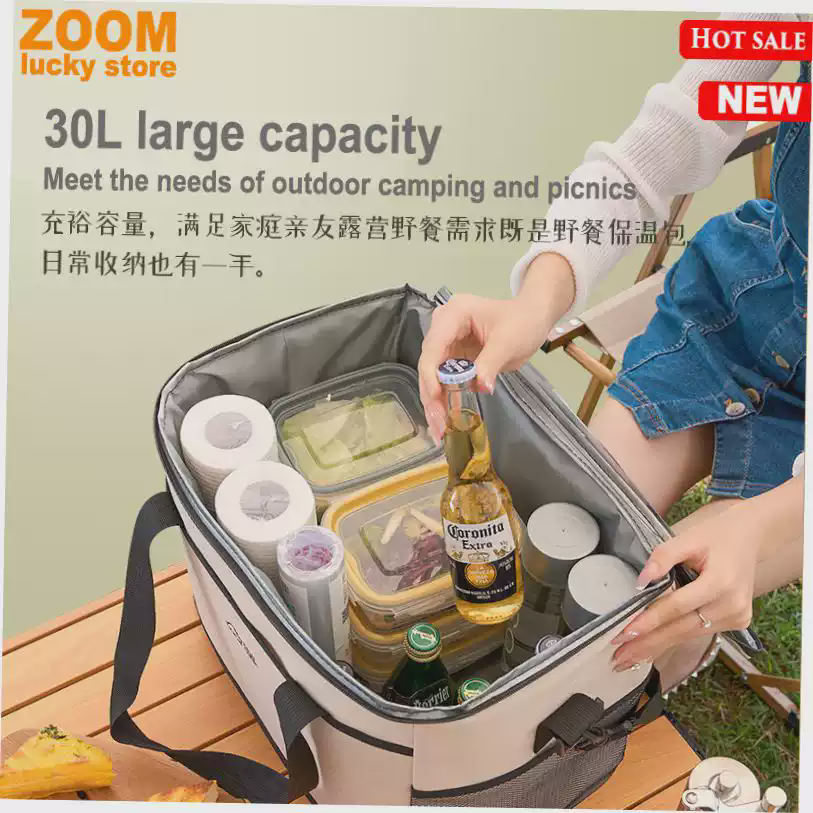 ZOOM
lucky store
HOT SALE
NEW
30L large capacity
Meet the needs of outdoor camping and picnics
充裕容量，满足家庭亲友露营野餐需求既是野餐保温包，
日常收纳也有一手。
Coronita
Extra
Perrier